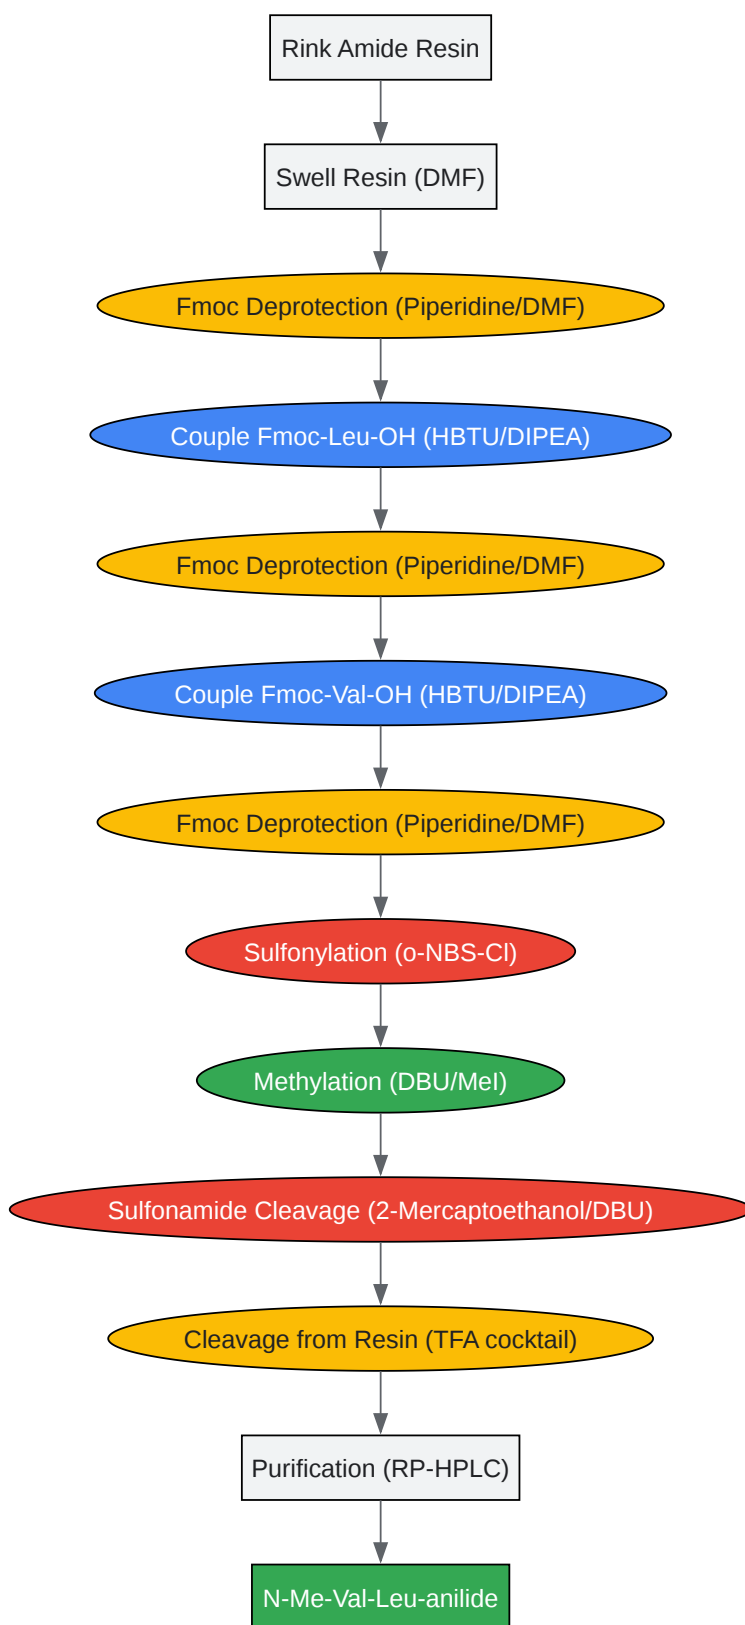 Rink Amide Resin
Swell Resin (DMF)
Fmoc Deprotection (Piperidine/DMF)
Couple Fmoc-Leu-OH (HBTU/DIPEA)
Fmoc Deprotection (Piperidine/DMF)
Couple Fmoc-Val-OH (HBTU/DIPEA)
Fmoc Deprotection (Piperidine/DMF)
Sulfonylation (o-NBS-Cl)
Methylation (DBU/MeI)
Sulfonamide Cleavage (2-Mercaptoethanol/DBU)
Cleavage from Resin (TFA cocktail)
Purification (RP-HPLC)
N-Me-Val-Leu-anilide